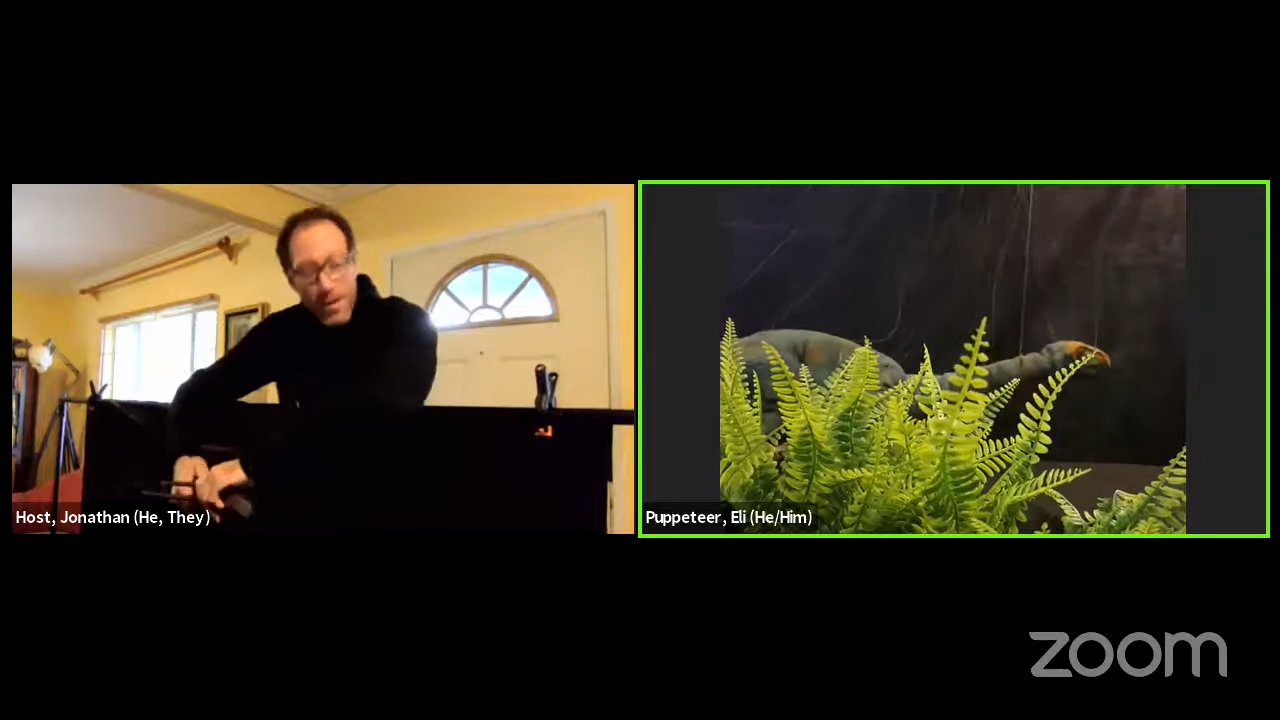 Host, Jonathan (He, They)
Puppeteer, Eli (He/Him)
zoom